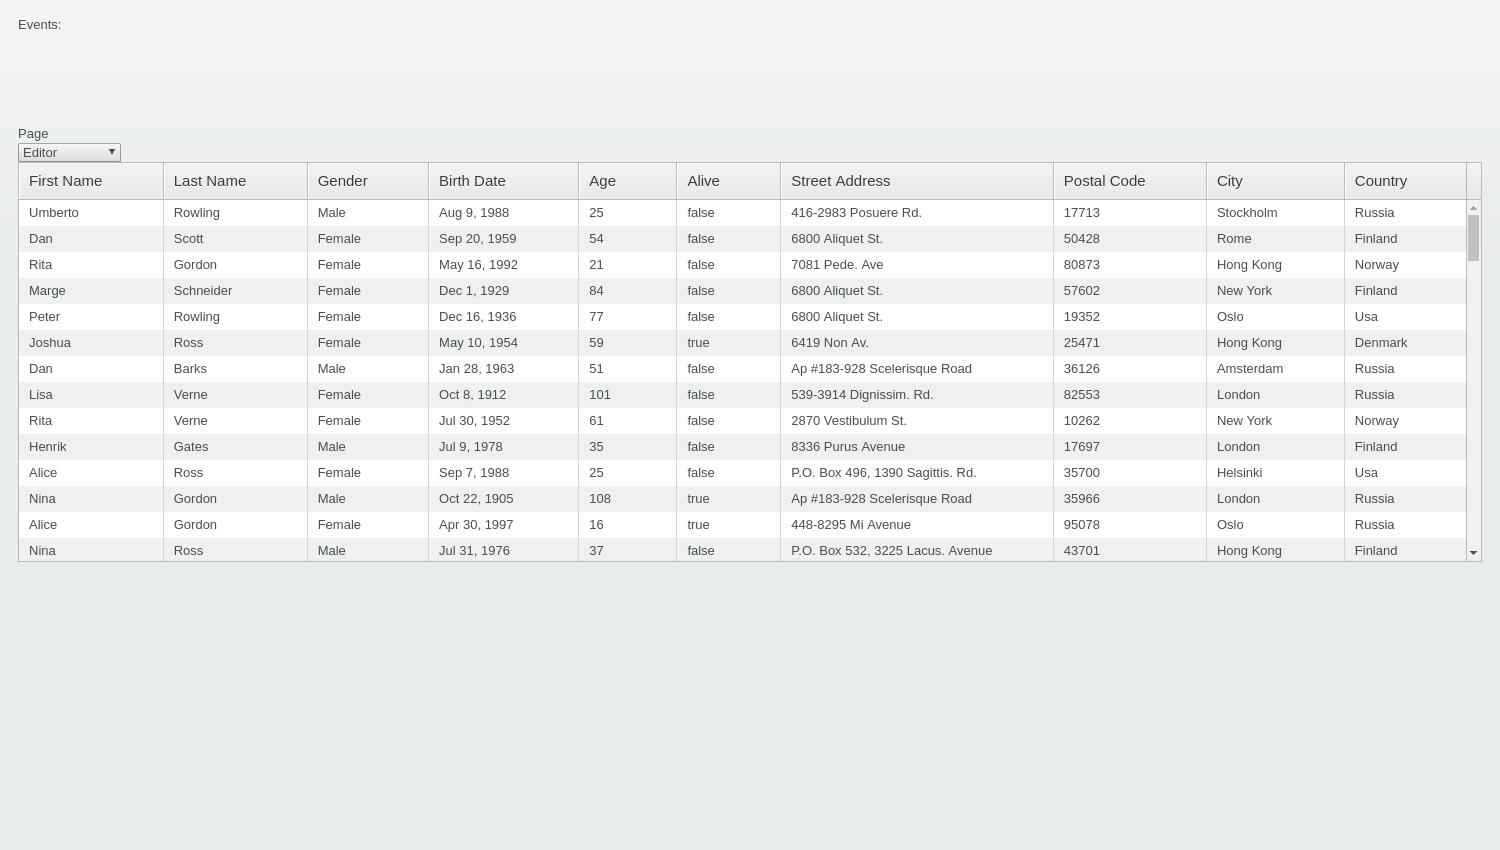 Events:
Page
Editor
First Name Last Name Gender Birth Date Age Alive Street Address Postal Code City Country
Umberto Rowling Male Aug 9, 1988 25 false 416-2983 Posuere Rd. 17713 Stockholm Russia
Dan Scott Female Sep 20, 1959 54 false 6800 Aliquet St. 50428 Rome Finland
Rita Gordon Female May 16, 1992 21 false 7081 Pede. Ave 80873 Hong Kong Norway
Marge Schneider Female Dec 1, 1929 84 false 6800 Aliquet St. 57602 New York Finland
Peter Rowling Female Dec 16, 1936 77 false 6800 Aliquet St. 19352 Oslo Usa
Joshua Ross Female May 10, 1954 59 true 6419 Non Av. 25471 Hong Kong Denmark
Dan Barks Male Jan 28, 1963 51 false Ap #183-928 Scelerisque Road 36126 Amsterdam Russia
Lisa Verne Female Oct 8, 1912 101 false 539-3914 Dignissim. Rd. 82553 London Russia
Rita Verne Female Jul 30, 1952 61 false 2870 Vestibulum St. 10262 New York Norway
Henrik Gates Male Jul 9, 1978 35 false 8336 Purus Avenue 17697 London Finland
Alice Ross Female Sep 7, 1988 25 false P.O. Box 496, 1390 Sagittis. Rd. 35700 Helsinki Usa
Nina Gordon Male Oct 22, 1905 108 true Ap #183-928 Scelerisque Road 35966 London Russia
Alice Gordon Female Apr 30, 1997 16 true 448-8295 Mi Avenue 95078 Oslo Russia
Nina Ross Male Jul 31, 1976 37 false P.O. Box 532, 3225 Lacus. Avenue 43701 Hong Kong Finland